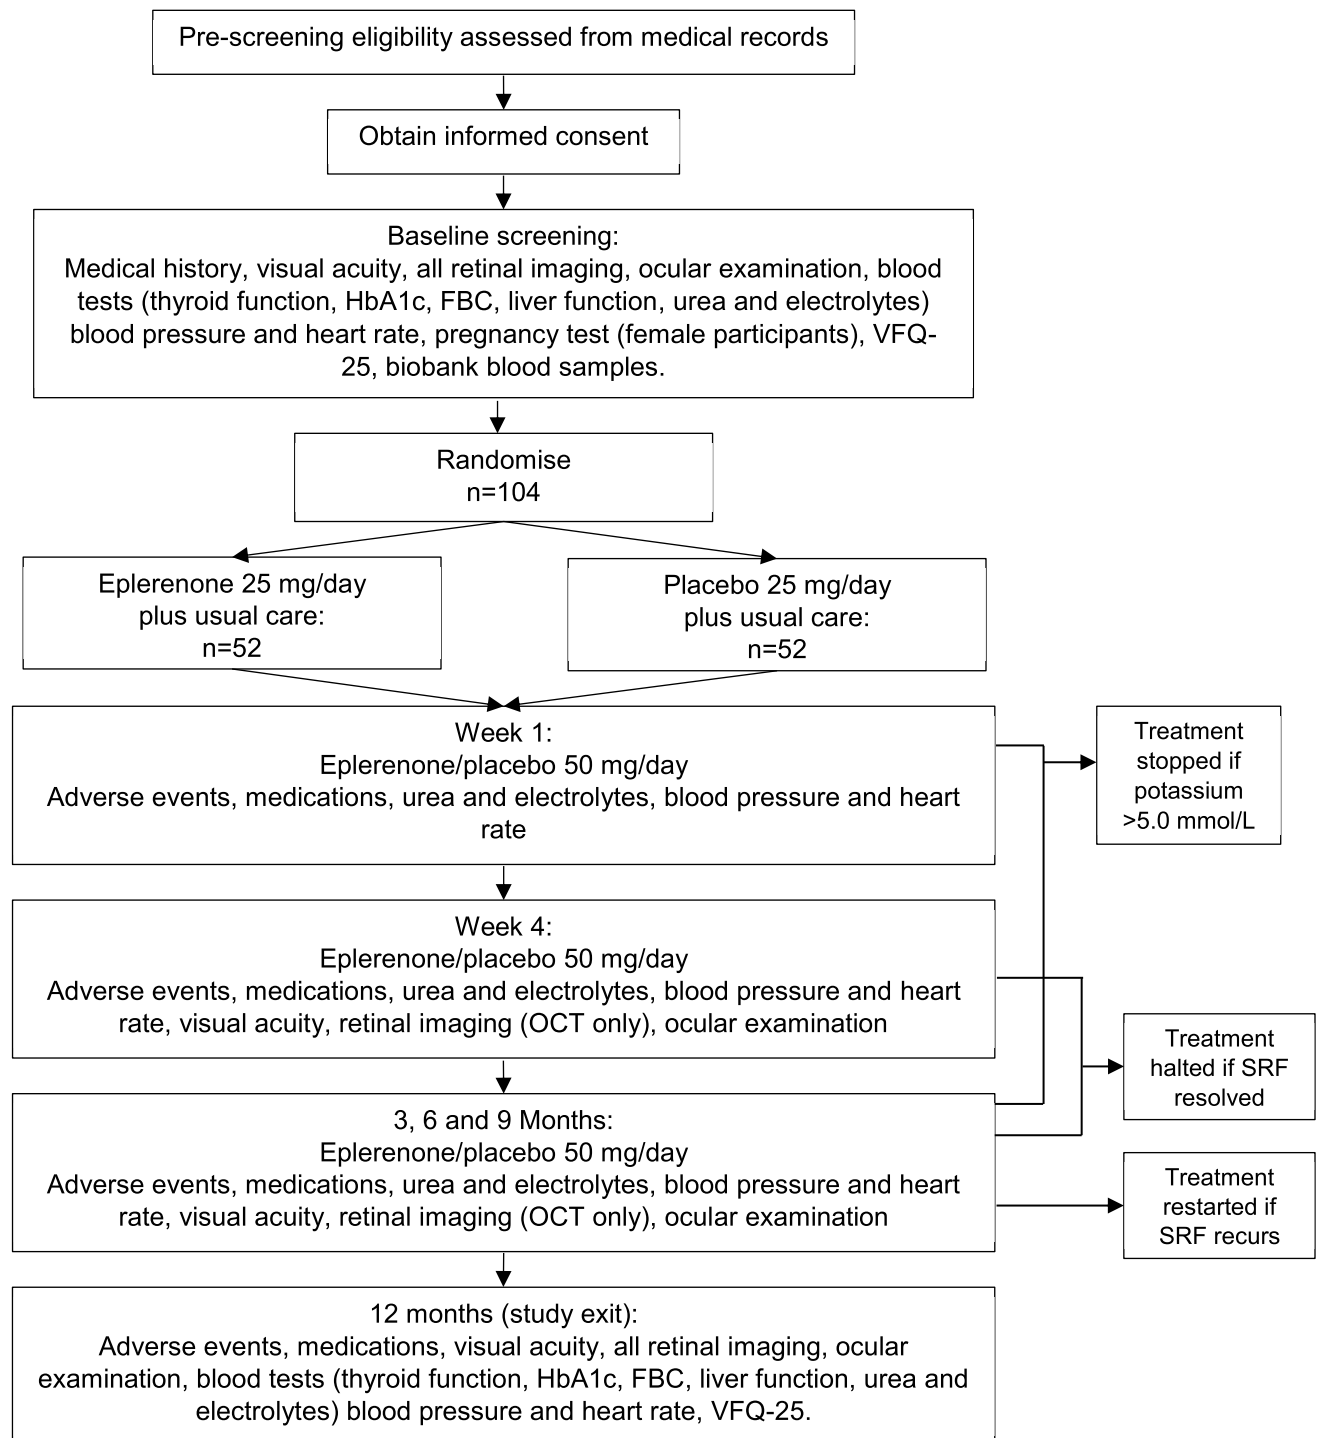 Pre-screening eligibility assessed from medical records
Obtain informed consent
Baseline screening:
Medical history, visual acuity, all retinal imaging, ocular examination, blood
tests (thyroid function, HbA1c, FBC, liver function, urea and electrolytes)
blood pressure and heart rate, pregnancy test (female participants), VFQ-
25, biobank blood samples.
Randomise
n=104
Eplerenone 25 mg/day
plus usual care:
n=52
Placebo 25 mg/day
plus usual care:
n=52
Week 1:
Eplerenone/placebo 50 mg/day
Adverse events, medications, urea and electrolytes, blood pressure and heart
rate
Treatment
stopped if
potassium
>5.0 mmol/L
Week 4:
Eplerenone/placebo 50 mg/day
Adverse events, medications, urea and electrolytes, blood pressure and heart
rate, visual acuity, retinal imaging (OCT only), ocular examination
Treatment
halted if SRF
resolved
3, 6 and 9 Months:
Eplerenone/placebo 50 mg/day
Adverse events, medications, urea and electrolytes, blood pressure and heart
rate, visual acuity, retinal imaging (OCT only), ocular examination
Treatment
restarted if
SRF recurs
12 months (study exit):
Adverse events, medications, visual acuity, all retinal imaging, ocular
examination, blood tests (thyroid function, HbA1c, FBC, liver function, urea and
electrolytes) blood pressure and heart rate, VFQ-25.